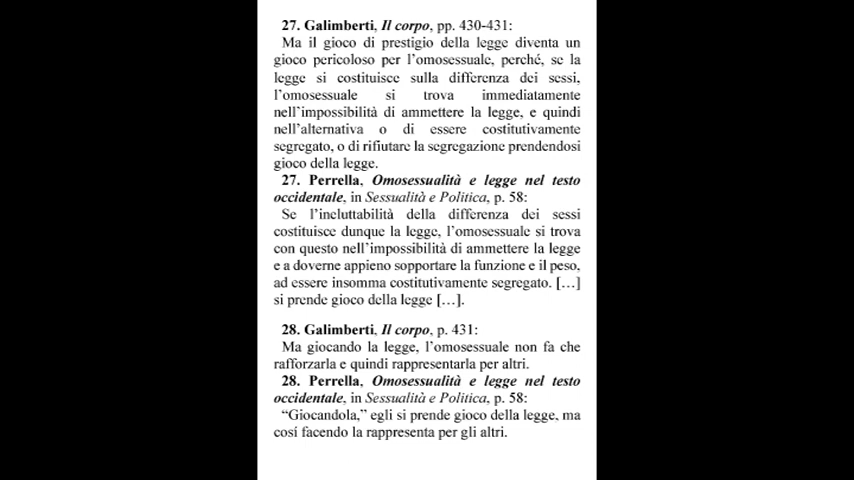 27. Galimberti, Il corpo, pp. 430-431:
Ma il gioco di prestigio della legge diventa un
gioco pericoloso per l’omosessuale, perché, se la
legge si costituisce sulla differenza dei sessi,
l’omosessuale si trova immediatamente
nell’impossibilità di ammettere la legge, e quindi
nell’alternativa o di essere costitutivamente
segregato, o di rifiutare la segregazione prendendosi
gioco della legge.
27. Perrella, Omosessualità e legge nel testo
occidentale, in Sessualità e Politica, p. 58:
Se l’ineluttabilità della differenza dei sessi
costituisce dunque la legge, l’omosessuale si trova
con questo nell’impossibilità di ammettere la legge
e a doverne appieno sopportare la funzione e il peso,
ad essere insomma costitutivamente segregato. […]
si prende gioco della legge […].
28. Galimberti, Il corpo, p. 431:
Ma giocando la legge, l’omosessuale non fa che
rafforzarla e quindi rappresentarla per altri.
28. Perrella, Omosessualità e legge nel testo
occidentale, in Sessualità e Politica, p. 58:
“Giocandola,” egli si prende gioco della legge, ma
cosí facendo la rappresenta per gli altri.